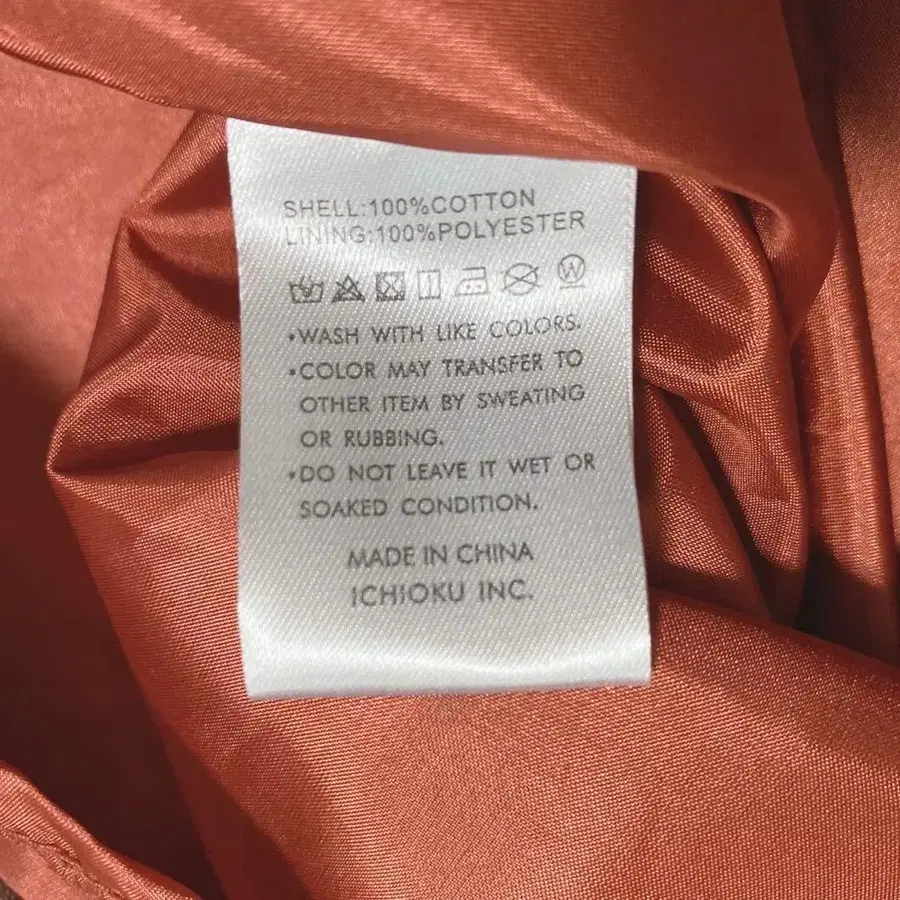 SHELL:100%COTTON
LINING:100%POLYESTER
W
•WASH WITH LIKE COLORS.
•COLOR MAY TRANSFER TO
OTHER ITEM BY SWEATING
OR RUBBING.
•DO NOT LEAVE IT WET OR
SOAKED CONDITION.
MADE IN CHINA
ICHIOKU INC.